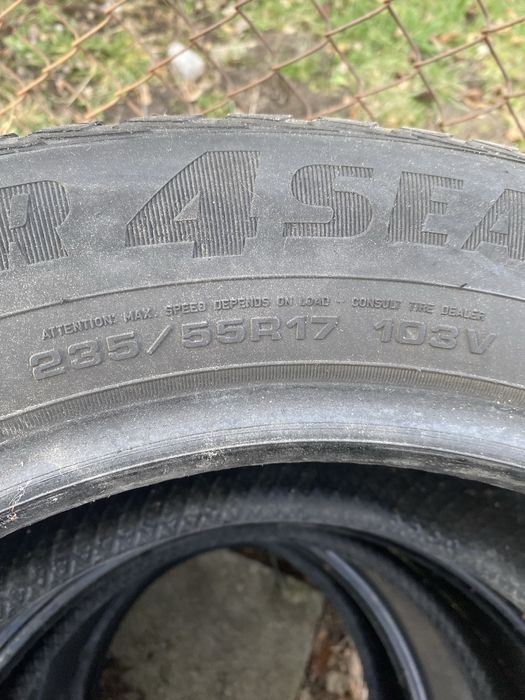 R 4SEA
ATTENTION: MAX. SPEED DEPENDS ON LOAD - CONSULT TIRE DEALER
235/55R17 103V